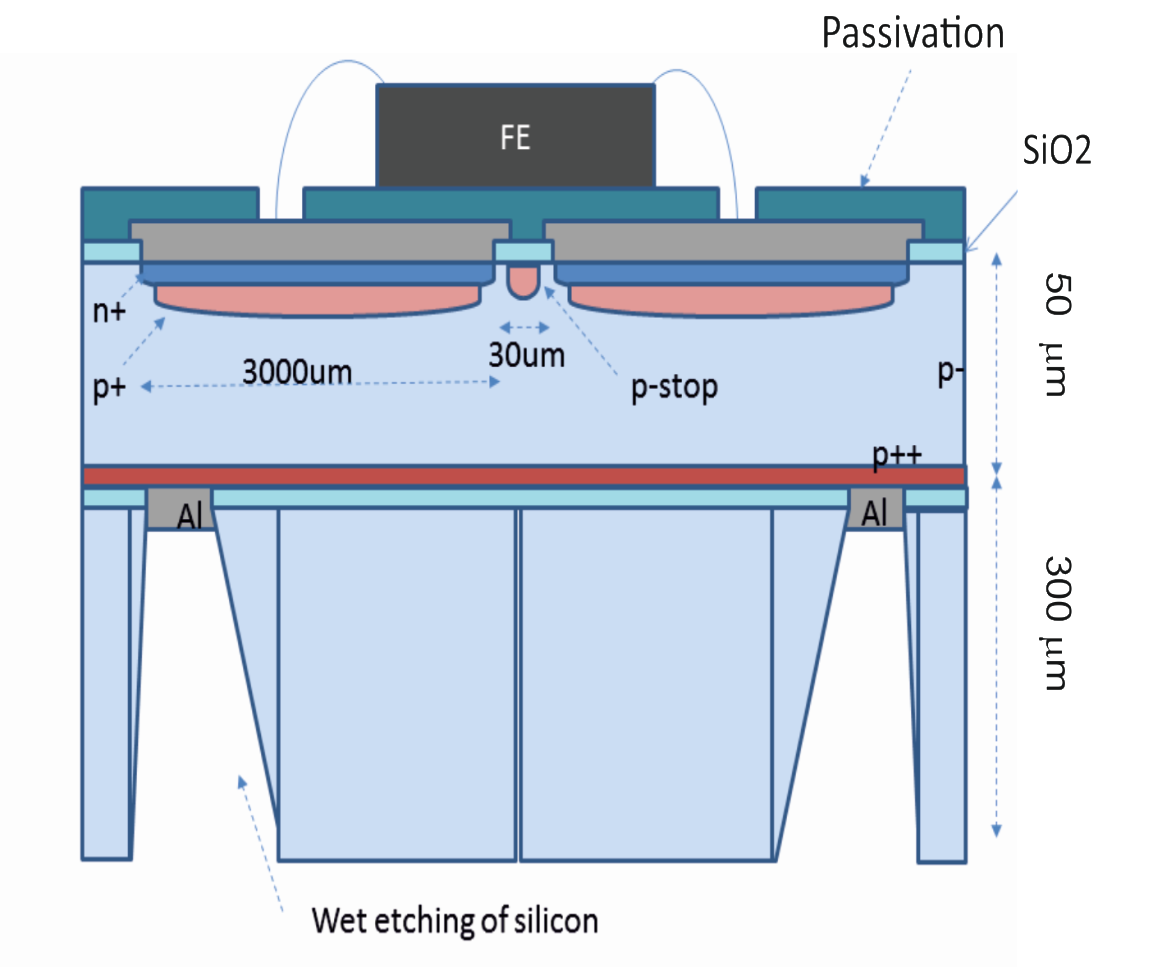 Passivation
FE
SiO2
n+
30um
3000um
p+
p-stop
p-
50 μm
p++
Al
Al
300 μm
Wet etching of silicon